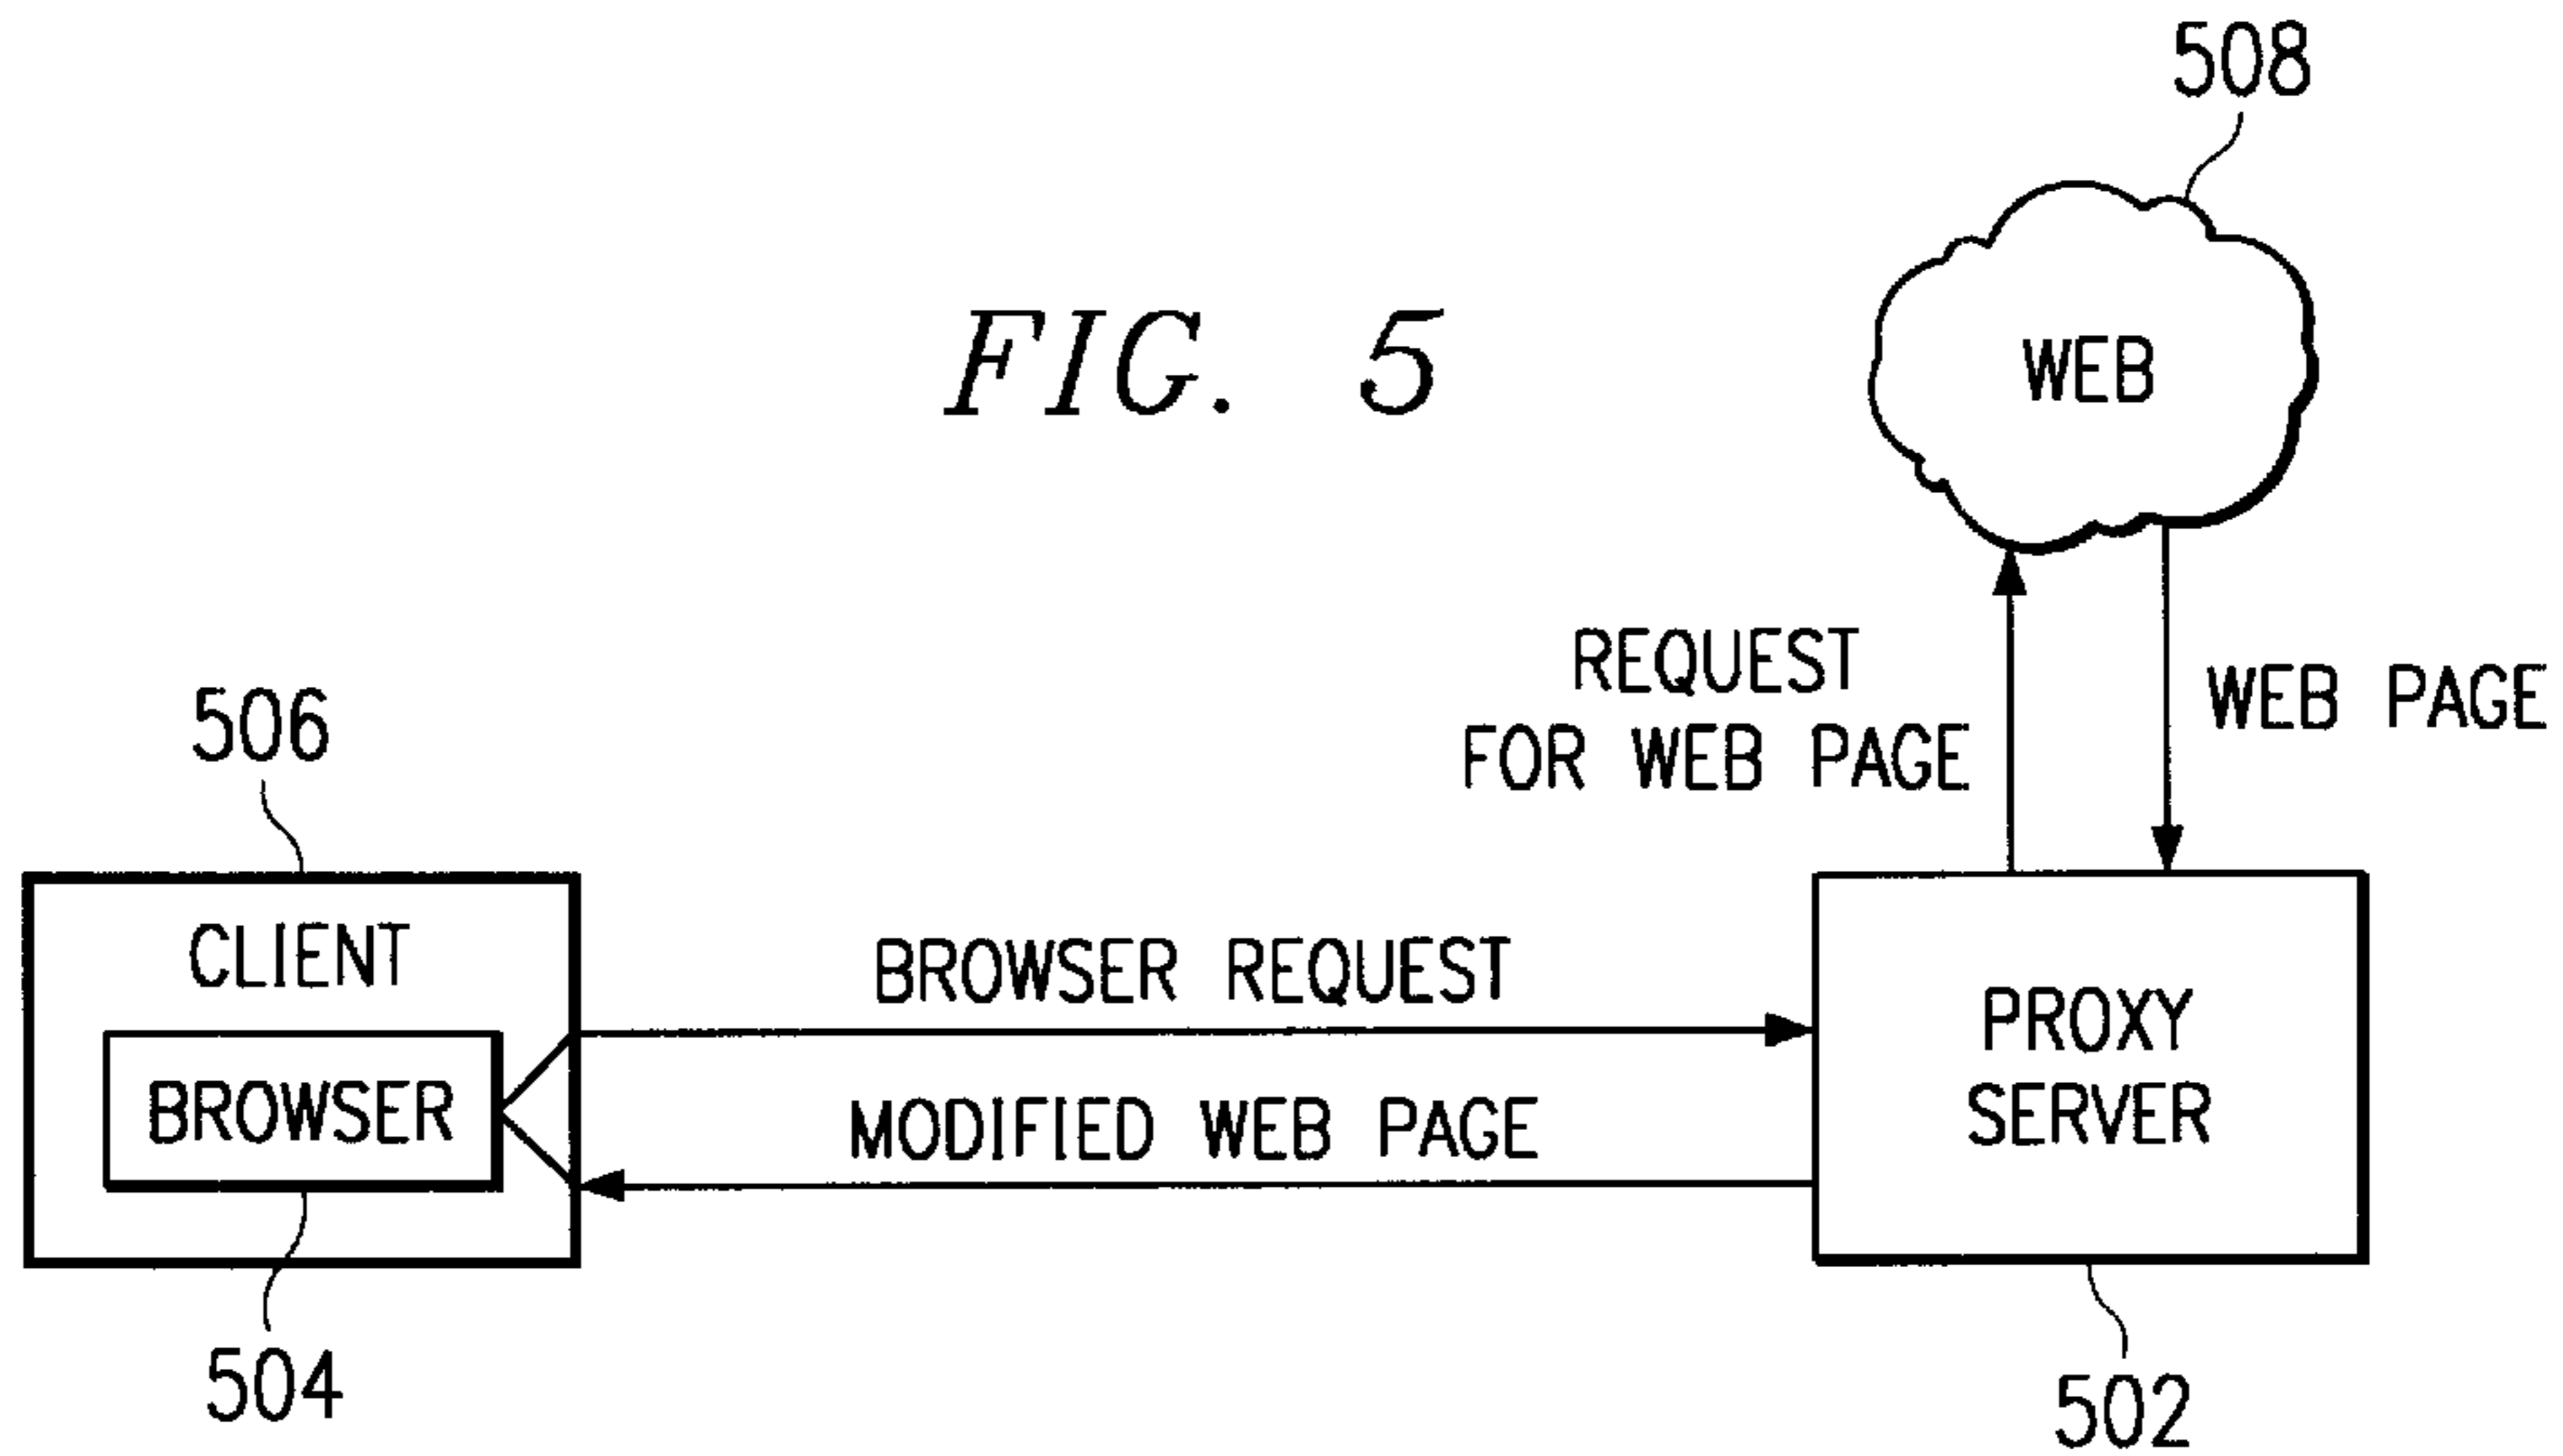 508
FIG. 5
WEB
REQUEST
FOR WEB PAGE
WEB PAGE
506
CLIENT
BROWSER
BROWSER REQUEST
MODIFIED WEB PAGE
PROXY
SERVER
504
502